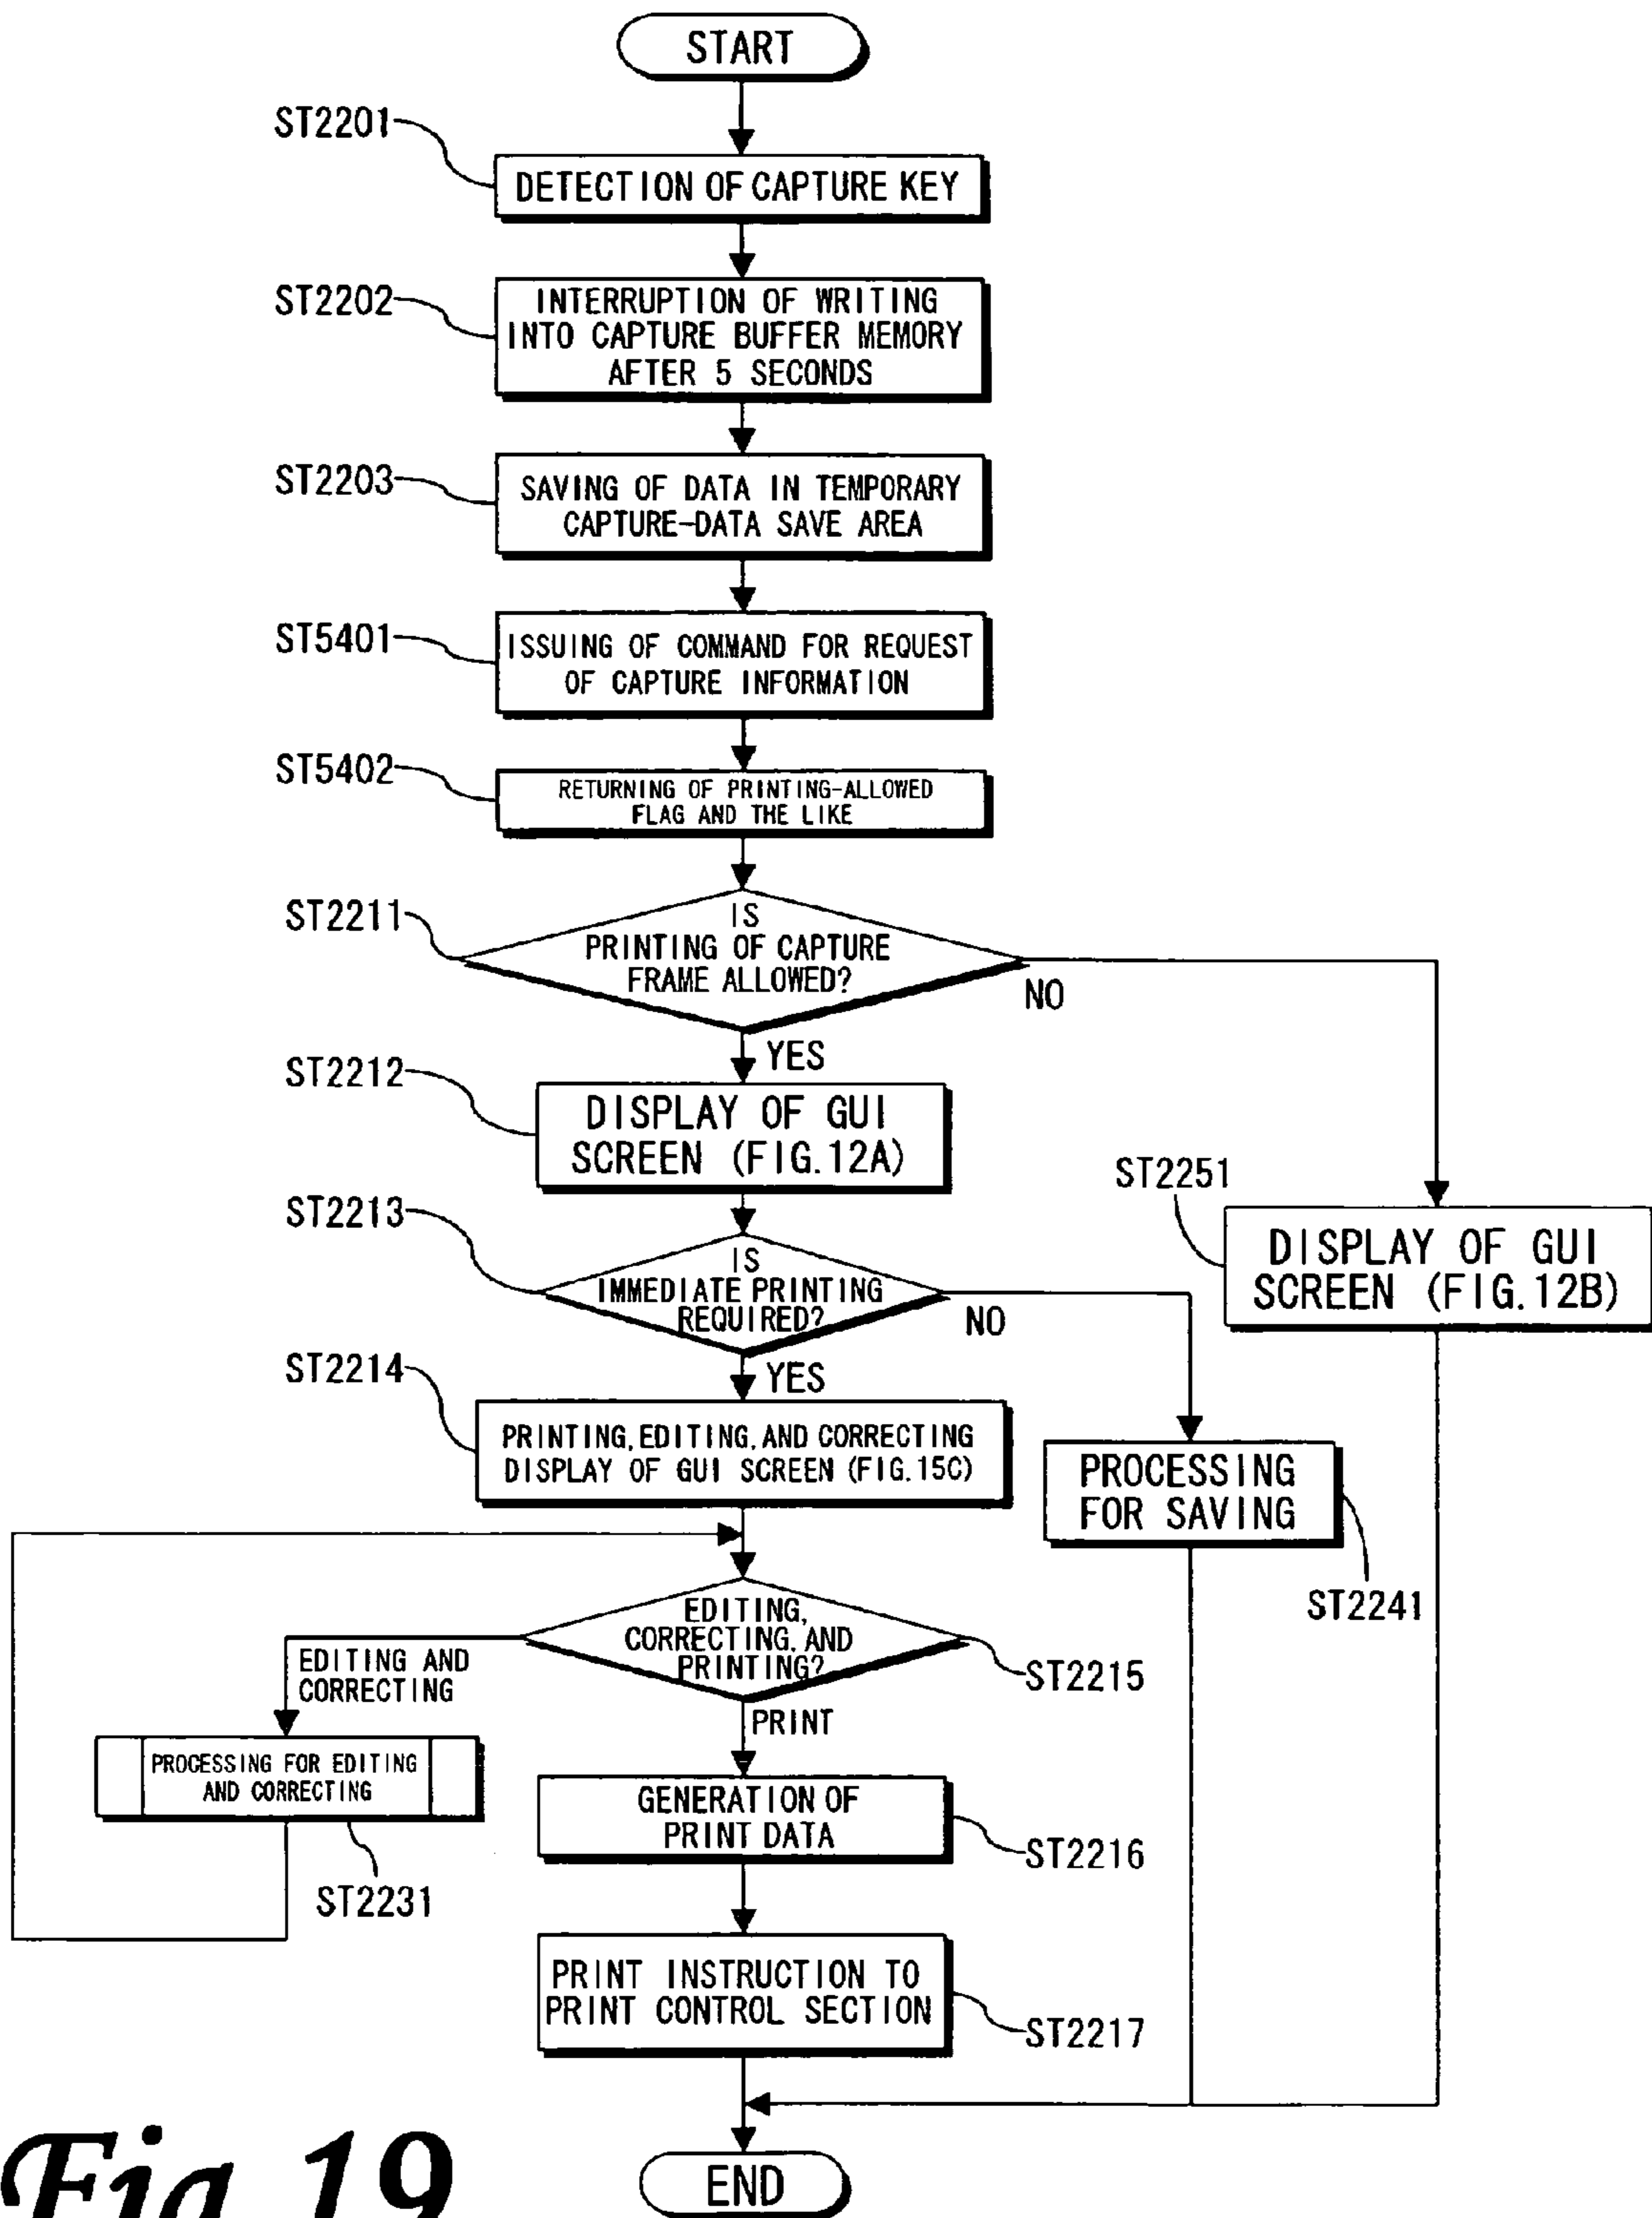 START
ST2201
DETECTION OF CAPTURE KEY
ST2202
INTERRUPTION OF WRITING
INTO CAPTURE BUFFER MEMORY
AFTER 5 SECONDS
ST2203
SAVING OF DATA IN TEMPORARY
CAPTURE-DATA SAVE AREA
ST5401
ISSUING OF COMMAND FOR REQUEST
OF CAPTURE INFORMATION
ST5402
RETURNING OF PRINTING-ALLOWED
FLAG AND THE LIKE
ST2211
IS
PRINTING OF CAPTURE
FRAME ALLOWED?
NO
YES
ST2212
DISPLAY OF GUI
SCREEN (FIG.12A)
ST2251
DISPLAY OF GUI
SCREEN (FIG.12B)
ST2213
IS
IMMEDIATE PRINTING
REQUIRED?
NO
YES
ST2214
PRINTING, EDITING, AND CORRECTING
DISPLAY OF GUI SCREEN (FIG.15C)
PROCESSING
FOR SAVING
ST2241
EDITING,
CORRECTING, AND
PRINTING?
ST2215
EDITING AND
CORRECTING
PRINT
PROCESSING FOR EDITING
AND CORRECTING
ST2231
GENERATION OF
PRINT DATA
ST2216
PRINT INSTRUCTION TO
PRINT CONTROL SECTION
ST2217
END
Fig. 19